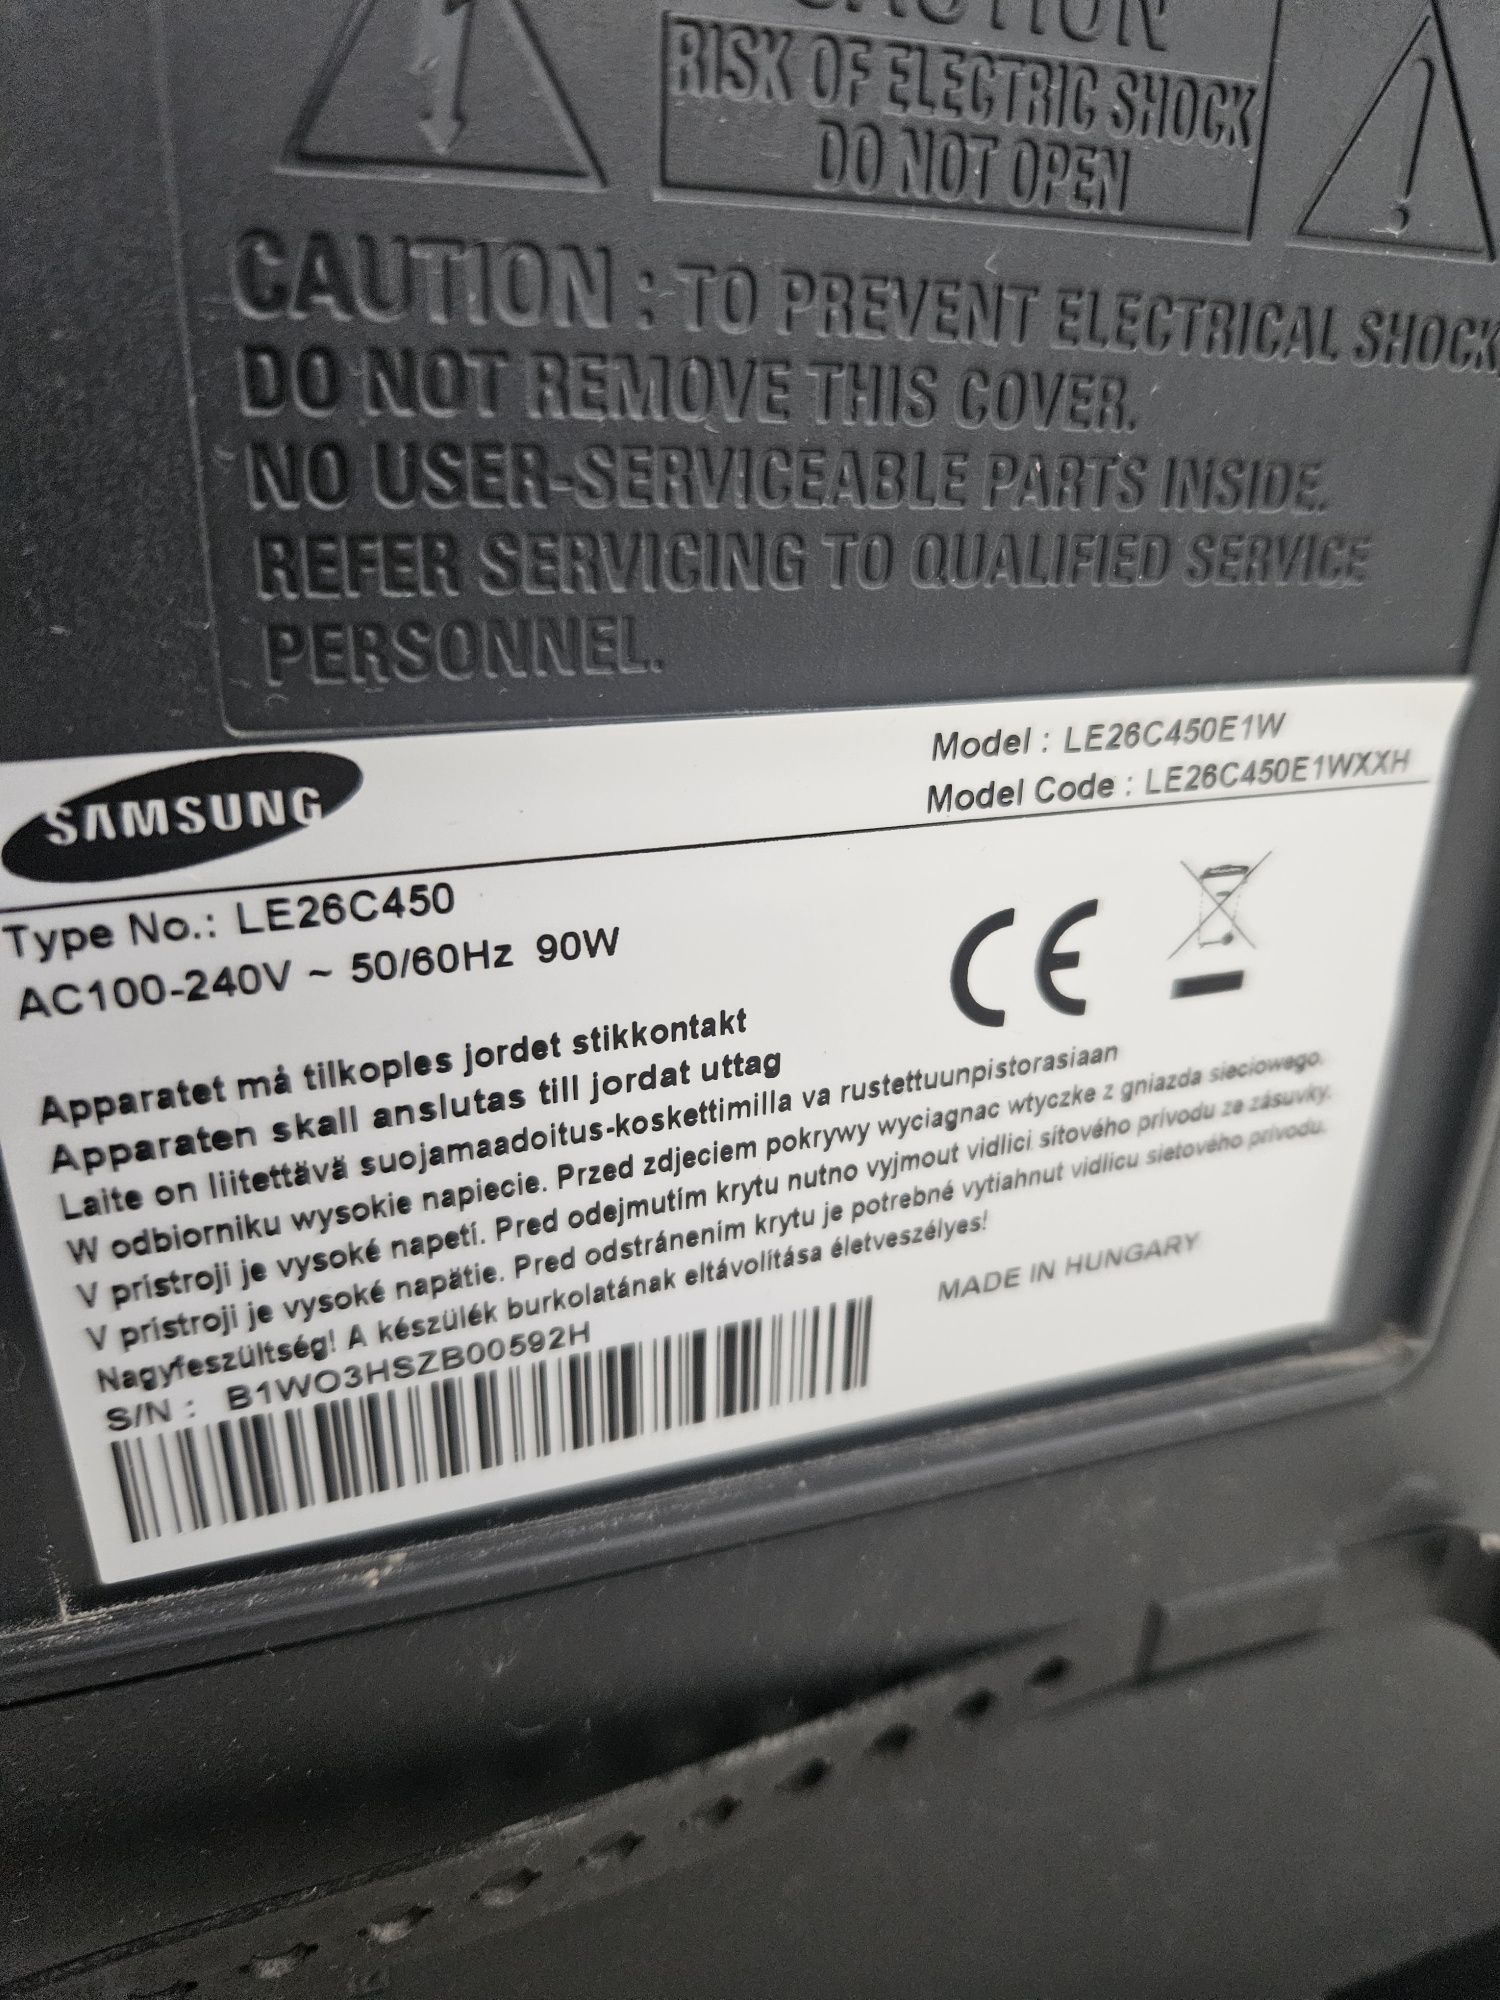 CAUTION
RISK OF ELECTRIC SHOCK
DO NOT OPEN
CAUTION : TO PREVENT ELECTRICAL SHOCK,
DO NOT REMOVE THIS COVER.
NO USER-SERVICEABLE PARTS INSIDE.
REFER SERVICING TO QUALIFIED SERVICE
PERSONNEL.
SAMSUNG
Model : LE26C450E1W
Model Code : LE26C450E1WXXH
Type No.: LE26C450
AC100-240V ~ 50/60Hz 90W
Apparatet må tilkoples jordet stikkontakt
Apparaten skall anslutas till jordat uttag
Laite on liitettävä suojamaadoitus-koskettimilla va rustettuunpistorasiaan
W odbiorniku wysokie napiecie. Przed zdjeciem pokrywy wyciagnac wtyczke z gniazda sieciowego.
V prístroji je vysoké napetí. Pred odejmutím krytu nutno vyjmout vidlici sítového prívodu ze zásuvky.
V prístroji je vysoké napätie. Pred odstránením krytu je potrebné vytiahnut vidlicu sietového prívodu.
Nagyfeszültség! A készülék burkolatának eltávolítása életveszélyes!
S/N : B1WO3HSZB00592H
MADE IN HUNGARY
CE